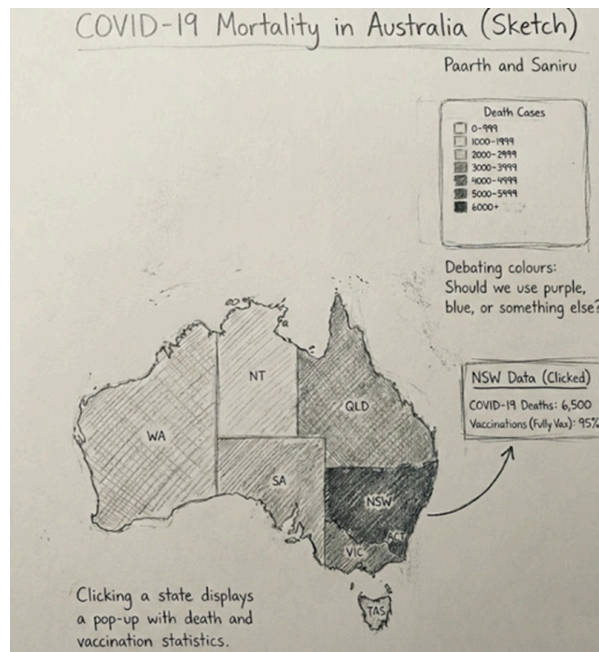 COVID-19 Mortality in Australia (Sketch)
Paarth and Saniru
Death Cases
0-999
1000-1999
2000-2999
3000-3999
4000-4999
5000-5999
6000+
Debating colours:
Should we use purple,
blue, or something else?
NT
WA
QLD
SA
NSW
ACT
VIC
TAS
NSW Data (Clicked)
COVID-19 Deaths: 6,500
Vaccinations (Fully Vax): 95%
Clicking a state displays
a pop-up with death and
vaccination statistics.